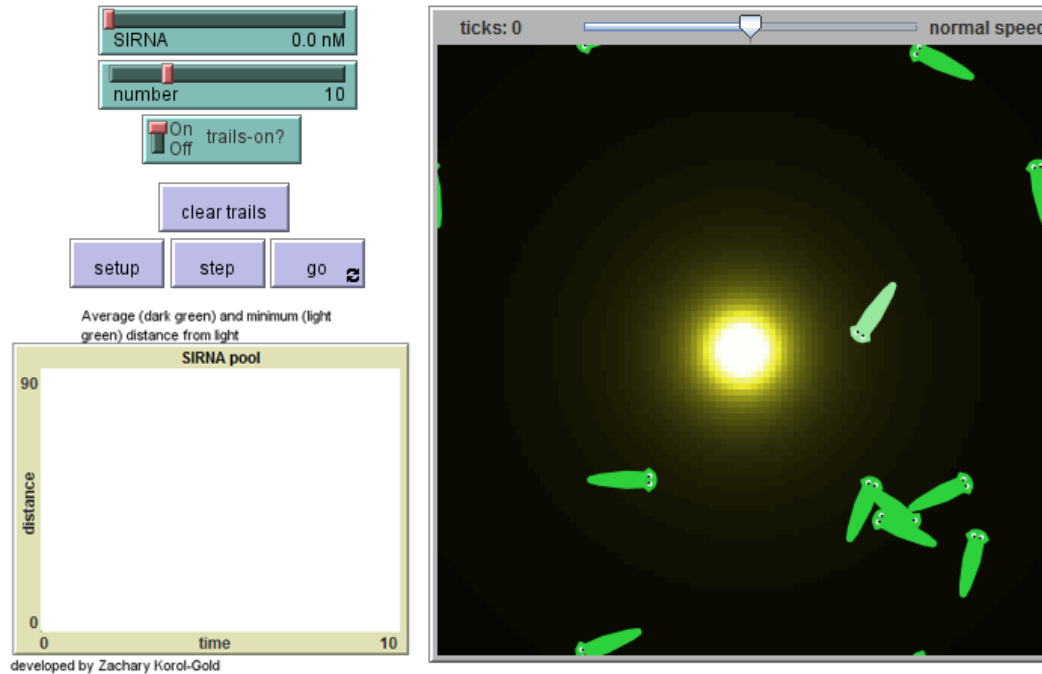 SIRNA 0.0 nM
number 10
On
Off
trails-on?
clear trails
setup
step
go
Average (dark green) and minimum (light
green) distance from light
SIRNA pool
90
distance
0
0 time 10
developed by Zachary Korol-Gold
ticks: 0
normal speed